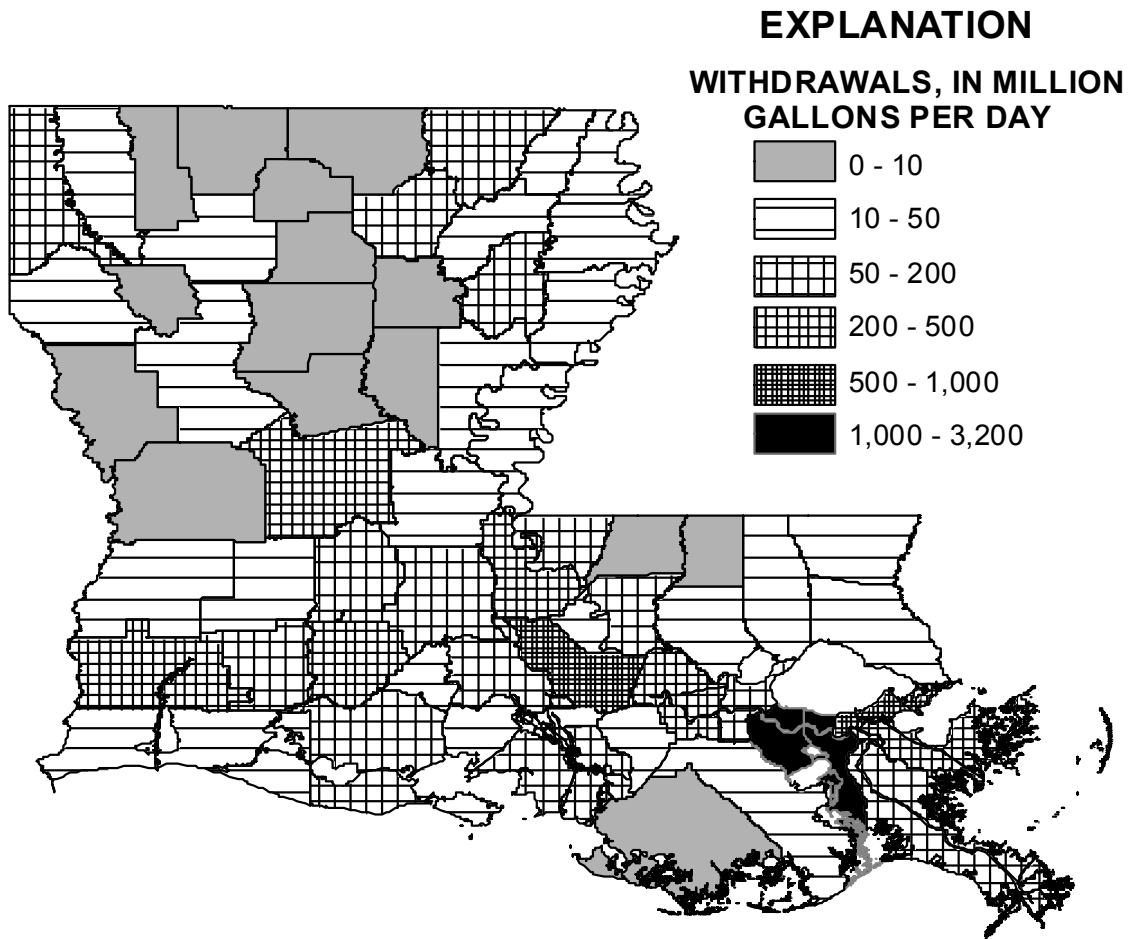 EXPLANATION
WITHDRAWALS, IN MILLION
GALLONS PER DAY
0 - 10
10 - 50
50 - 200
200 - 500
500 - 1,000
1,000 - 3,200